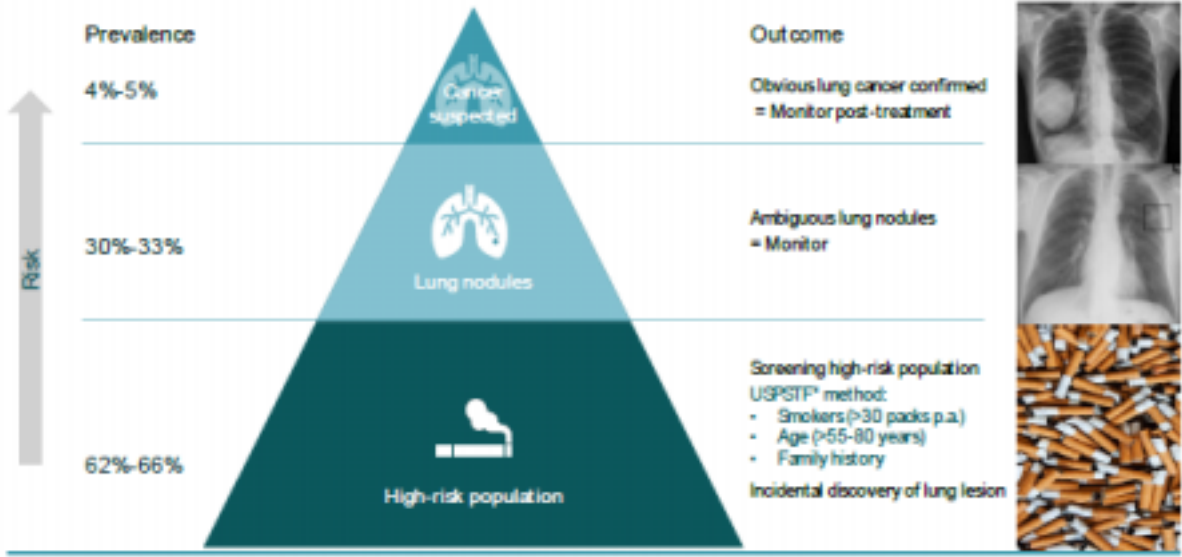 Prevalence
Outcome
4%-5%
Cancer
suspected
Obvious lung cancer confirmed
= Monitor post-treatment
Risk
30%-33%
Lung nodules
Ambiguous lung nodules
= Monitor
62%-66%
High-risk population
Screening high-risk population
USPSTF* method:
- Smokers (>30 packs p.a.)
- Age (>55-80 years)
- Family history
Incidental discovery of lung lesion